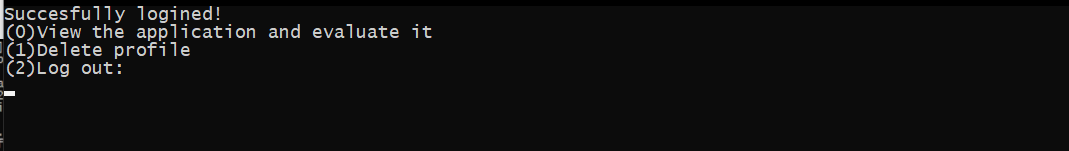 Succesfully logined!
(0)View the application and evaluate it
(1)Delete profile
(2)Log out: